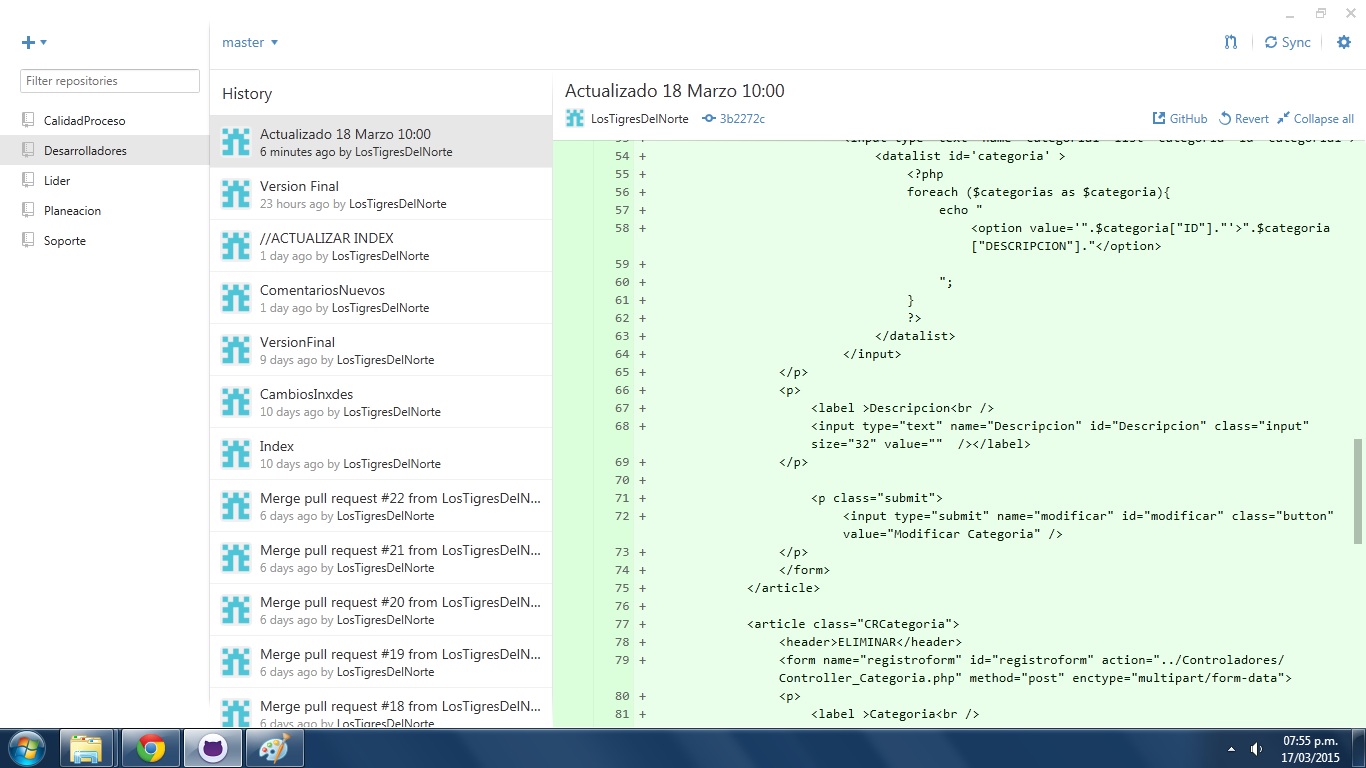 master
Sync
Filter repositories
CalidadProceso
Desarrolladores
Lider
Planeacion
Soporte
History
Actualizado 18 Marzo 10:00
6 minutes ago by LosTigresDelNorte
Version Final
23 hours ago by LosTigresDelNorte
//ACTUALIZAR INDEX
1 day ago by LosTigresDelNorte
ComentariosNuevos
1 day ago by LosTigresDelNorte
VersionFinal
9 days ago by LosTigresDelNorte
CambiosInxdes
10 days ago by LosTigresDelNorte
Index
10 days ago by LosTigresDelNorte
Merge pull request #22 from LosTigresDelN...
6 days ago by LosTigresDelNorte
Merge pull request #21 from LosTigresDelN...
6 days ago by LosTigresDelNorte
Merge pull request #20 from LosTigresDelN...
6 days ago by LosTigresDelNorte
Merge pull request #19 from LosTigresDelN...
6 days ago by LosTigresDelNorte
Merge pull request #18 from LosTigresDelN...
6 days ago by LosTigresDelNorte
Actualizado 18 Marzo 10:00
LosTigresDelNorte 3b2272c GitHub Revert Collapse all
54 + <datalist id='categoria' >
55 + <?php
56 + foreach ($categorias as $categoria){
57 + echo "
58 + <option value='".$categoria["ID"]."'>".$categoria
["DESCRIPCION"]."</option>
59 +
60 + ";
61 + }
62 + ?>
63 + </datalist>
64 + </input>
65 + </p>
66 + <p>
67 + <label >Descripcion<br />
68 + <input type="text" name="Descripcion" id="Descripcion" class="input"
size="32" value=""  /></label>
69 + </p>
70 +
71 + <p class="submit">
72 + <input type="submit" name="modificar" id="modificar" class="button"
value="Modificar Categoria" />
73 + </p>
74 + </form>
75 + </article>
76 +
77 + <article class="CRCategoria">
78 + <header>ELIMINAR</header>
79 + <form name="registroform" id="registroform" action="../Controladores/
Controller_Categoria.php" method="post" enctype="multipart/form-data">
80 + <p>
81 + <label >Categoria<br />
07:55 p.m.
17/03/2015